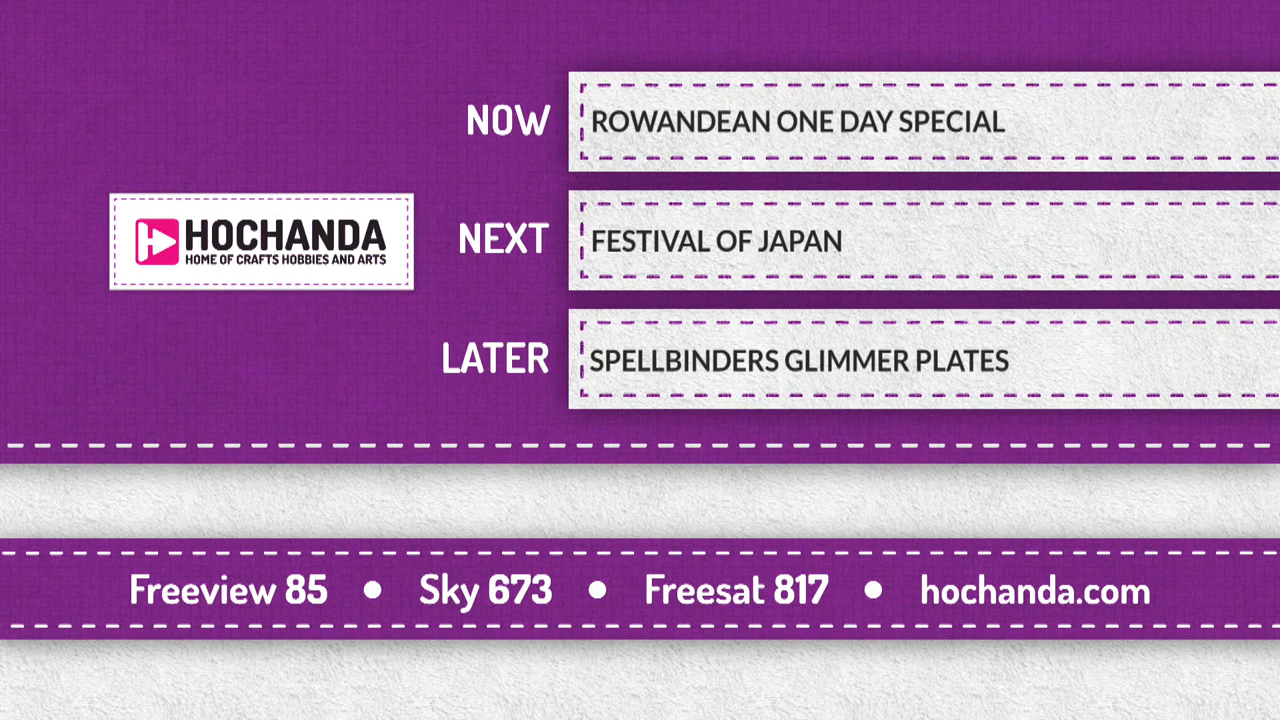 NOW
ROWANDEAN ONE DAY SPECIAL
HOCHANDA
HOME OF CRAFTS HOBBIES AND ARTS
NEXT
FESTIVAL OF JAPAN
LATER
SPELLBINDERS GLIMMER PLATES
Freeview 85 • Sky 673 • Freesat 817 • hochanda.com